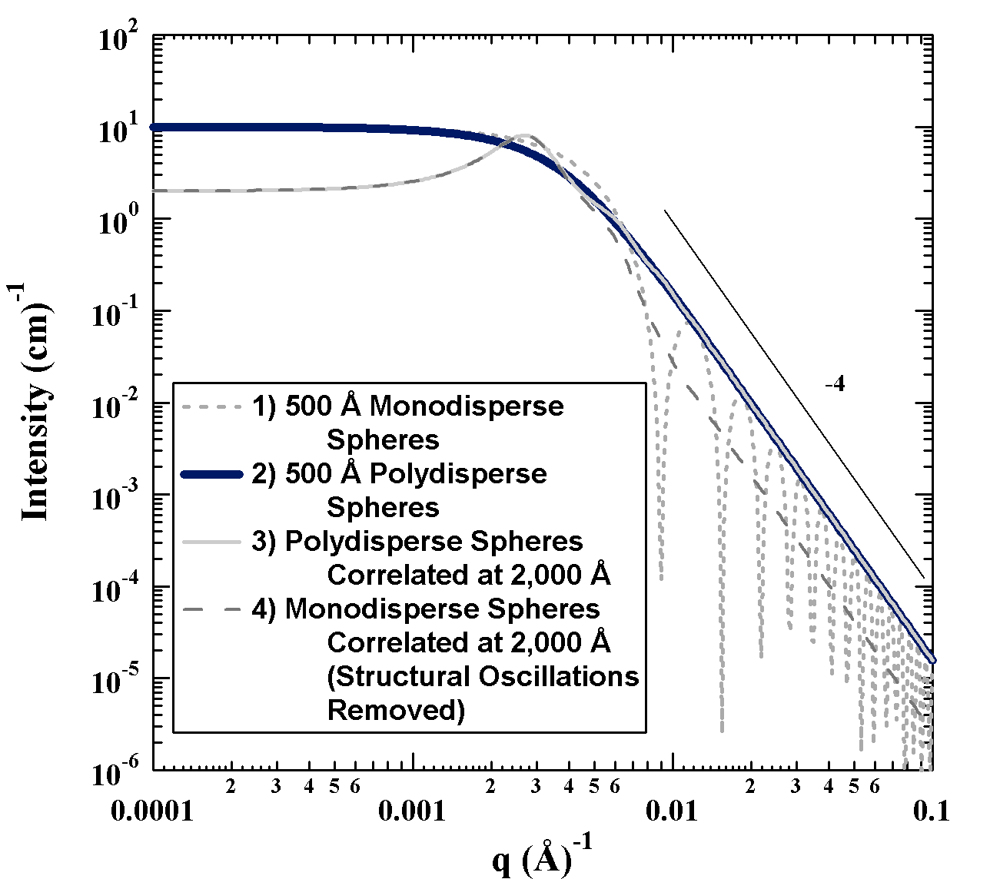 10^2
10^1
10^0
10^-1
10^-2
10^-3
10^-4
10^-5
10^-6
Intensity (cm)^-1
-4
1) 500 Å Monodisperse
Spheres
2) 500 Å Polydisperse
Spheres
3) Polydisperse Spheres
Correlated at 2,000 Å
4) Monodisperse Spheres
Correlated at 2,000 Å
(Structural Oscillations
Removed)
2 3 4 5 6 2 3 4 5 6 2 3 4 5 6
0.0001 0.001 0.01 0.1
q (Å)^-1